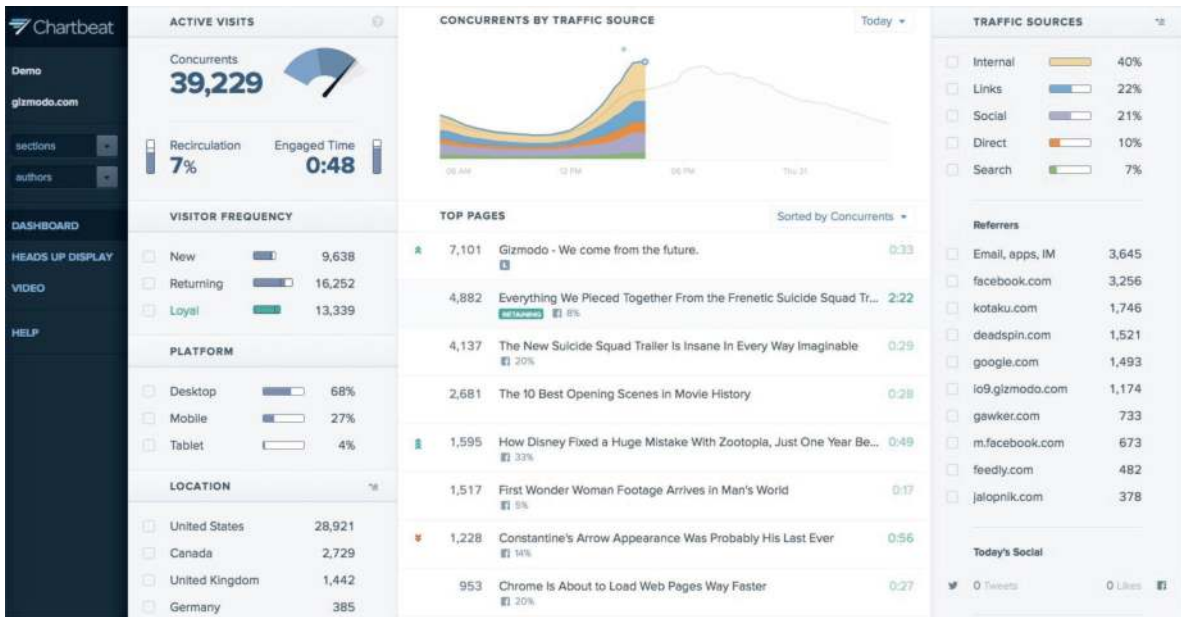 Chartbeat
Demo
gizmodo.com
sections
authors
DASHBOARD
HEADS UP DISPLAY
VIDEO
HELP
ACTIVE VISITS
Concurrents
39,229
Recirculation
7%
Engaged Time
0:48
VISITOR FREQUENCY
New 9,638
Returning 16,252
Loyal 13,339
PLATFORM
Desktop 68%
Mobile 27%
Tablet 4%
LOCATION
United States 28,921
Canada 2,729
United Kingdom 1,442
Germany 385
CONCURRENTS BY TRAFFIC SOURCE Today
06 AM 12 PM 06 PM Thu 21
TOP PAGES Sorted by Concurrents
7,101 Gizmodo - We come from the future. 0:33
4,882 Everything We Pieced Together From the Frenetic Suicide Squad Tr... 2:22
RETAINING 8%
4,137 The New Suicide Squad Trailer Is Insane In Every Way Imaginable 0:29
20%
2,681 The 10 Best Opening Scenes in Movie History 0:28
1,595 How Disney Fixed a Huge Mistake With Zootopia, Just One Year Be... 0:49
33%
1,517 First Wonder Woman Footage Arrives in Man's World 0:17
5%
1,228 Constantine's Arrow Appearance Was Probably His Last Ever 0:56
14%
953 Chrome Is About to Load Web Pages Way Faster 0:27
20%
TRAFFIC SOURCES
Internal 40%
Links 22%
Social 21%
Direct 10%
Search 7%
Referrers
Email, apps, IM 3,645
facebook.com 3,256
kotaku.com 1,746
deadspin.com 1,521
google.com 1,493
io9.gizmodo.com 1,174
gawker.com 733
m.facebook.com 673
feedly.com 482
jalopnik.com 378
Today's Social
0 Tweets 0 Likes